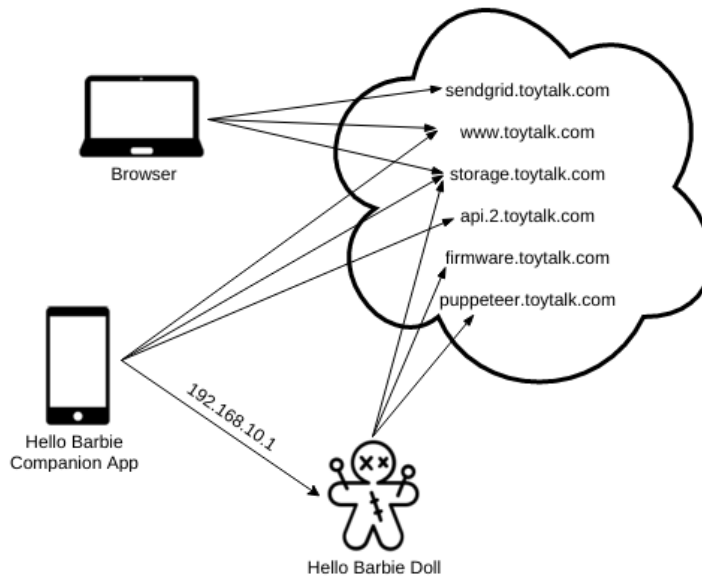 sendgrid.toytalk.com
www.toytalk.com
Browser
storage.toytalk.com
api.2.toytalk.com
firmware.toytalk.com
puppeteer.toytalk.com
192.168.10.1
Hello Barbie
Companion App
Hello Barbie Doll